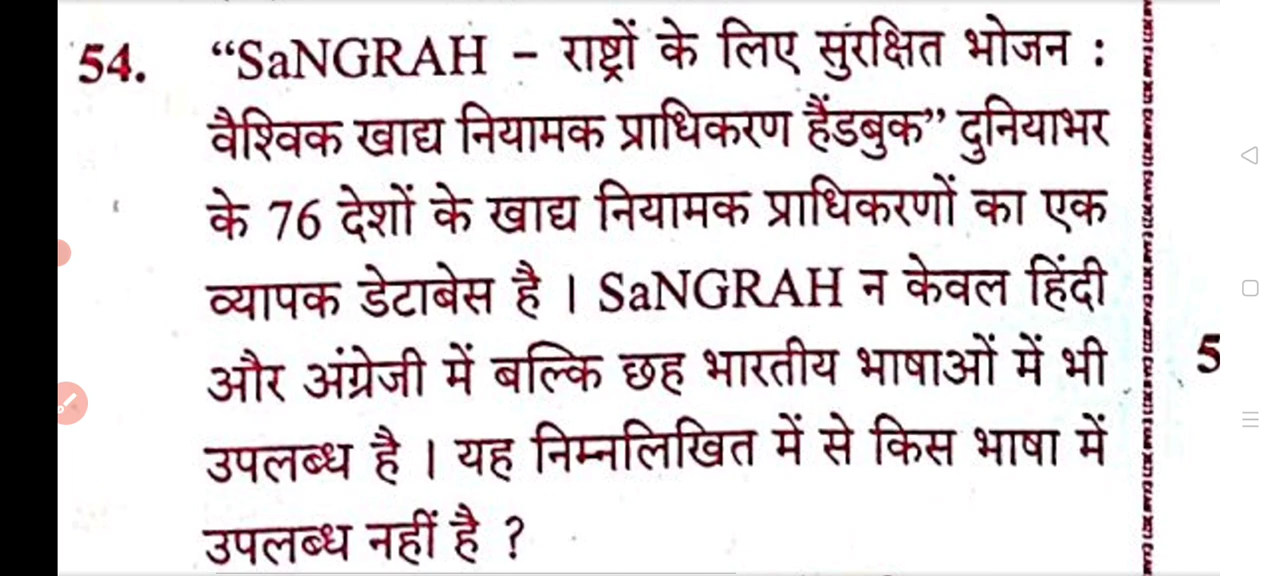 54. “SaNGRAH – राष्ट्रों के लिए सुरक्षित भोजन :
वैश्विक खाद्य नियामक प्राधिकरण हैंडबुक” दुनियाभर
के 76 देशों के खाद्य नियामक प्राधिकरणों का एक
व्यापक डेटाबेस है । SaNGRAH न केवल हिंदी
और अंग्रेजी में बल्कि छह भारतीय भाषाओं में भी
उपलब्ध है । यह निम्नलिखित में से किस भाषा में
उपलब्ध नहीं है ?
5